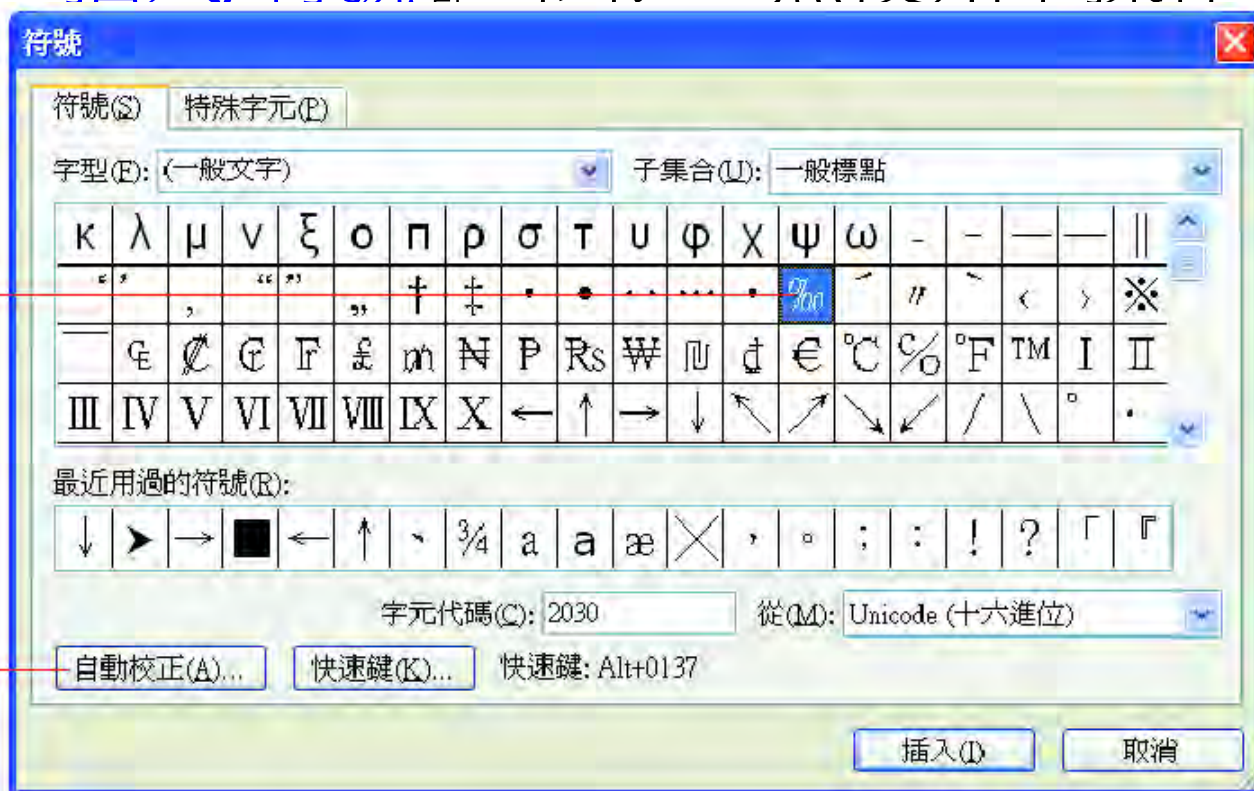 符號
符號(S) 特殊字元(P)
字型(F): (一般文字) 子集合(U): 一般標點
κ λ μ ν ξ ο π ρ σ τ υ φ χ ψ ω ‐ – — ― ‖
‘ ’ ‚ “ ” „ † ‡ • ● ‥ … ‧ ‰ ′ ″ ‵ ‹ › ※
‾ ₠ ₡ ₢ ₣ ₤ ₥ ₦ ₱ ₨ ₩ ₪ ₫ € ℃ ℅ ℉ ™ Ⅰ Ⅱ
Ⅲ Ⅳ Ⅴ Ⅵ Ⅶ Ⅷ Ⅸ Ⅹ ← ↑ → ↓ ↖ ↗ ↘ ↙ ∕ \ ° ∙
最近用過的符號(R):
↓ ➤ → ■ ← ↑ 、 ¾ a a æ ╳ , 。 ; : ! ? 「 『
字元代碼(C): 2030 從(M): Unicode (十六進位)
自動校正(A)... 快速鍵(K)... 快速鍵: Alt+0137
插入(I) 取消